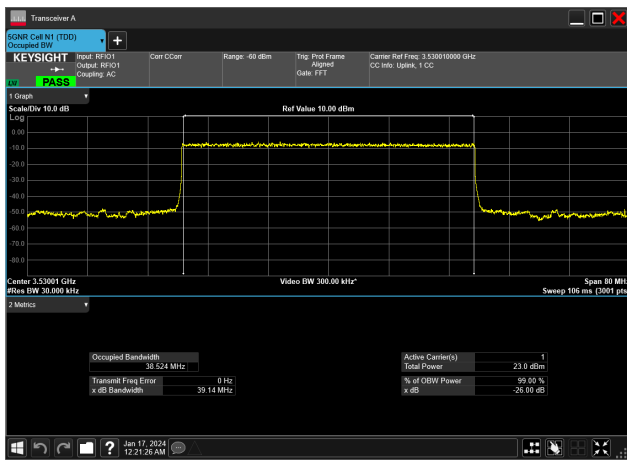 Transceiver A
5GNR Cell N1 (TDD)
Occupied BW
+
KEYSIGHT
Input: RFIO1
Output: RFIO1
Coupling: AC
Corr CCorr
Range: -60 dBm
Trig: Prot Frame
Aligned
Gate: FFT
Carrier Ref Freq: 3.530010000 GHz
CC Info: Uplink, 1 CC
PASS
1 Graph
Scale/Div 10.0 dB
Ref Value 10.00 dBm
Log
0.00
-10.0
-20.0
-30.0
-40.0
-50.0
-60.0
-70.0
-80.0
Center 3.53001 GHz
Video BW 300.00 kHz*
Span 80 MHz
#Res BW 30.000 kHz
Sweep 106 ms (3001 pts)
2 Metrics
Occupied Bandwidth
38.524 MHz
Transmit Freq Error 0 Hz
x dB Bandwidth 39.14 MHz
Active Carrier(s) 1
Total Power 23.0 dBm
% of OBW Power 99.00 %
x dB -26.00 dB
?
Jan 17, 2024
12:21:26 AM